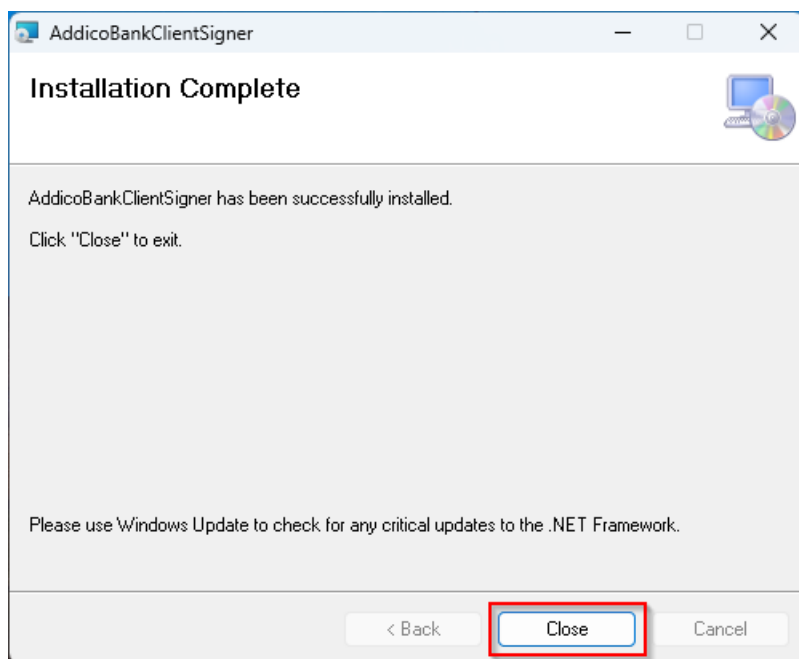 AddicoBankClientSigner
Installation Complete
AddicoBankClientSigner has been successfully installed.
Click "Close" to exit.
Please use Windows Update to check for any critical updates to the .NET Framework.
< Back
Close
Cancel